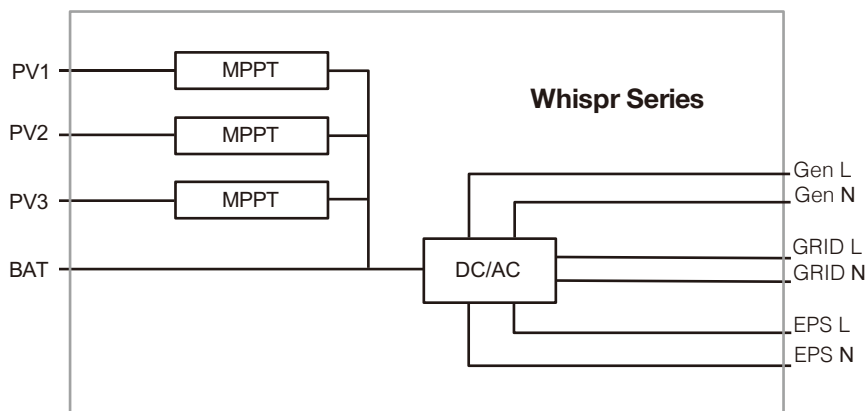 PV1
MPPT
Whispr Series
PV2
MPPT
PV3
MPPT
Gen L
Gen N
BAT
DC/AC
GRID L
GRID N
EPS L
EPS N